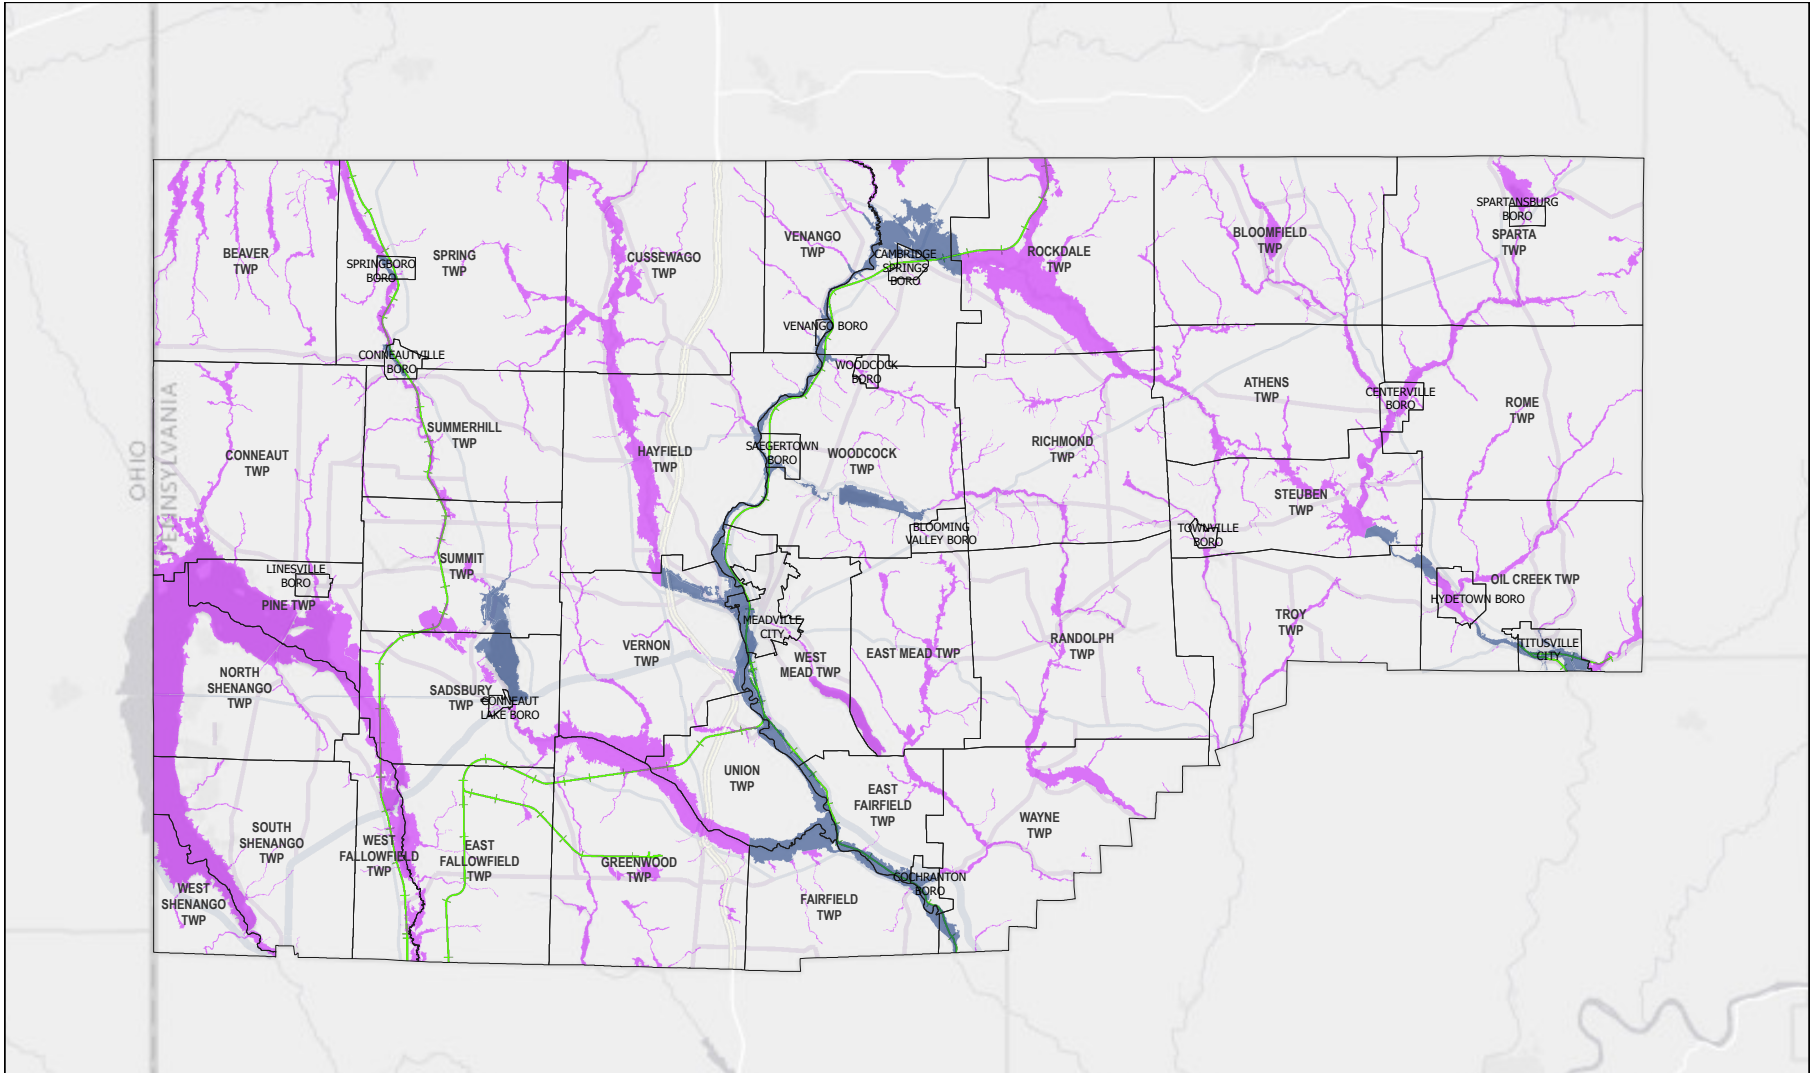 SPARTANSBURG
BORO
SPARTA
TWP
BLOOMFIELD
TWP
VENANGO
TWP
BEAVER
TWP
SPRING
TWP
SPRINGBORO
BORO
CUSSEWAGO
TWP
CAMBRIDGE
SPRINGS
BORO
ROCKDALE
TWP
VENANGO BORO
CONNEAUTVILLE
BORO
WOODCOCK
BORO
ATHENS
TWP
CENTERVILLE
BORO
ROME
TWP
OHIO
PENNSYLVANIA
CONNEAUT
TWP
SUMMERHILL
TWP
HAYFIELD
TWP
SAEGERTOWN
BORO
WOODCOCK
TWP
RICHMOND
TWP
STEUBEN
TWP
TOWNVILLE
BORO
BLOOMING
VALLEY BORO
SUMMIT
TWP
LINESVILLE
BORO
PINE TWP
OIL CREEK TWP
HYDETOWN BORO
TROY
TWP
TITUSVILLE
CITY
MEADVILLE
CITY
VERNON
TWP
WEST
MEAD TWP
EAST MEAD TWP
RANDOLPH
TWP
NORTH
SHENANGO
TWP
SADSBURY
TWP
CONNEAUT
LAKE BORO
UNION
TWP
EAST
FAIRFIELD
TWP
WAYNE
TWP
SOUTH
SHENANGO
TWP
WEST
FALLOWFIELD
TWP
EAST
FALLOWFIELD
TWP
GREENWOOD
TWP
COCHRANTON
BORO
WEST
SHENANGO
TWP
FAIRFIELD
TWP